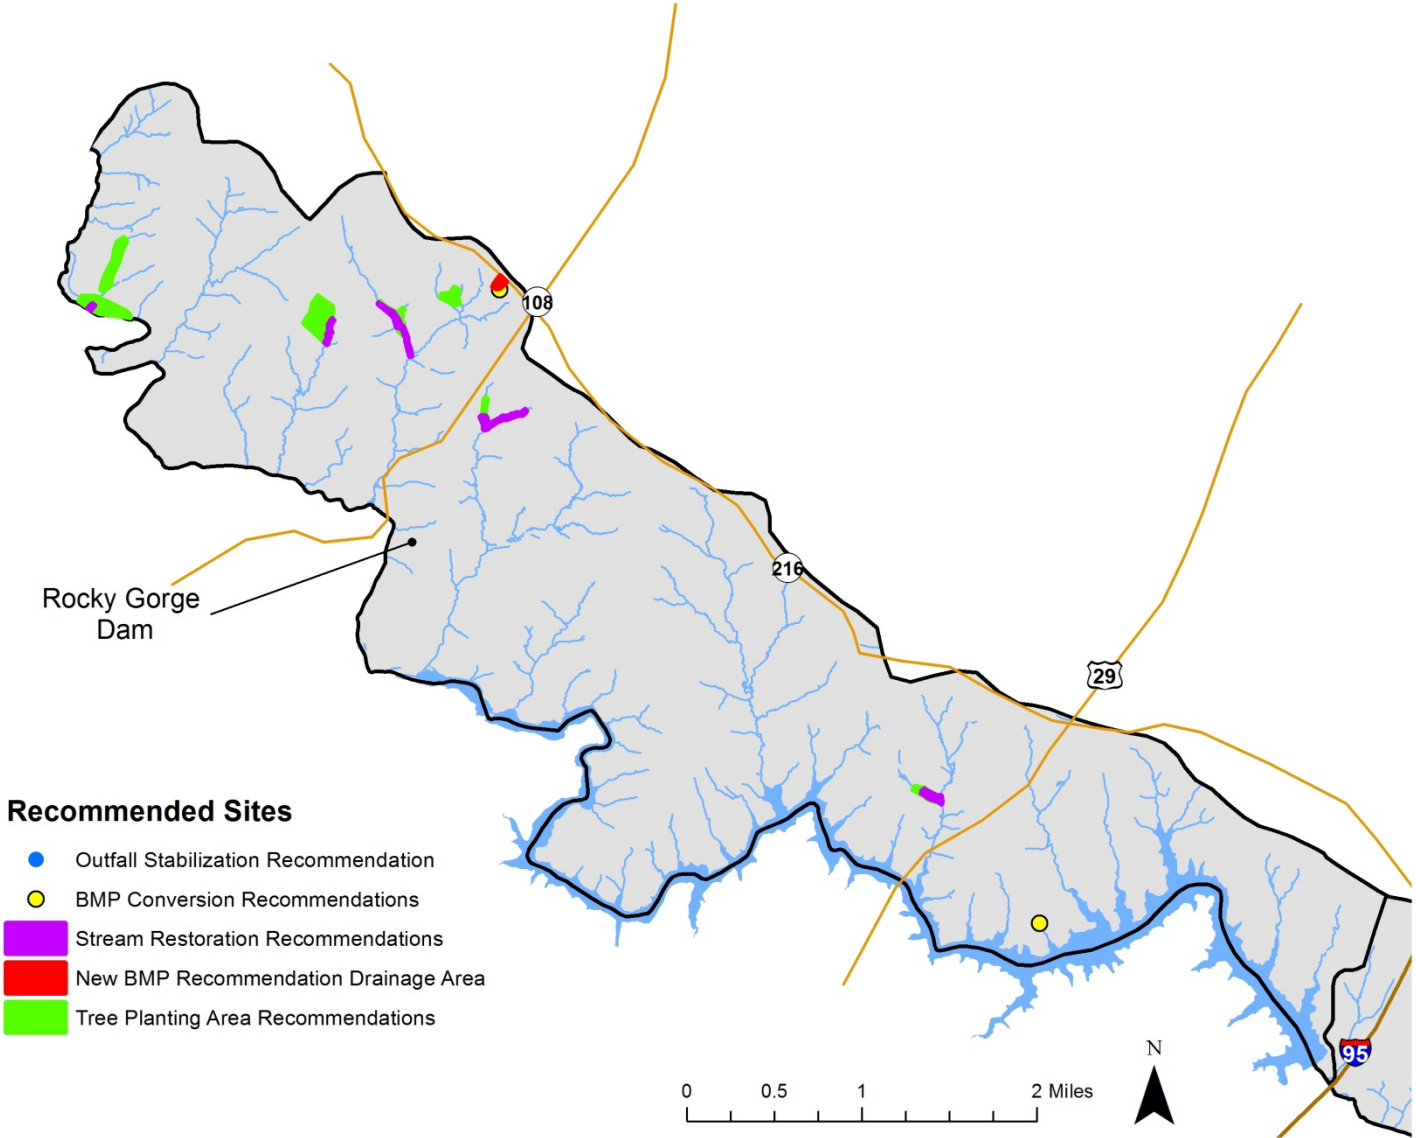 108
216
Rocky Gorge
Dam
29
Recommended Sites
Outfall Stabilization Recommendation
BMP Conversion Recommendations
Stream Restoration Recommendations
New BMP Recommendation Drainage Area
Tree Planting Area Recommendations
N
95
0 0.5 1 2 Miles